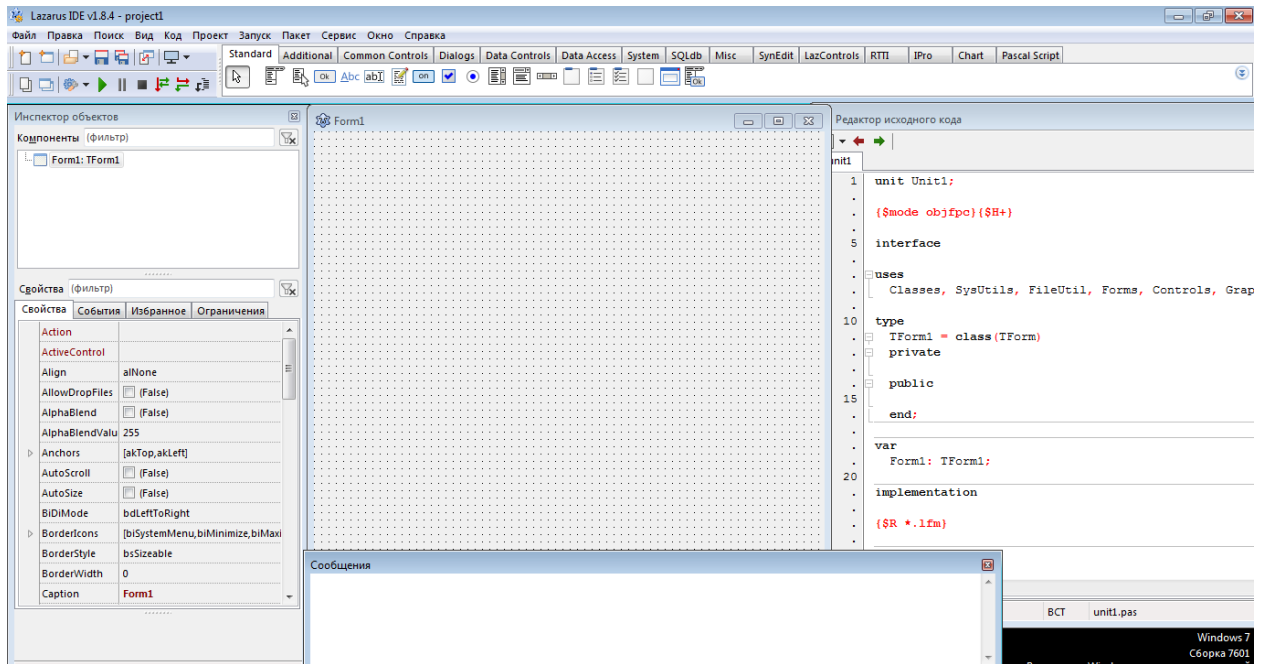 Lazarus IDE v1.8.4 - project1
Файл Правка Поиск Вид Код Проект Запуск Пакет Сервис Окно Справка
Standard Additional Common Controls Dialogs Data Controls Data Access System SQLdb Misc SynEdit LazControls RTTI IPro Chart Pascal Script
Ok Abc abI on Ok
Инспектор объектов
Компоненты (фильтр)
Form1: TForm1
Свойства (фильтр)
Свойства События Избранное Ограничения
Action
ActiveControl
Align alNone
AllowDropFiles (False)
AlphaBlend (False)
AlphaBlendValu 255
Anchors [akTop,akLeft]
AutoScroll (False)
AutoSize (False)
BiDiMode bdLeftToRight
BorderIcons [biSystemMenu,biMinimize,biMaxi
BorderStyle bsSizeable
BorderWidth 0
Caption Form1
Form1
Редактор исходного кода
unit1
1 unit Unit1;
.
. {$mode objfpc}{$H+}
.
5 interface
.
. uses
. Classes, SysUtils, FileUtil, Forms, Controls, Grap
.
10 type
. TForm1 = class(TForm)
. private
.
. public
15
. end;
.
. var
. Form1: TForm1;
20
. implementation
.
. {$R *.lfm}
.
Сообщения
ВСТ unit1.pas
Windows 7
Сборка 7601